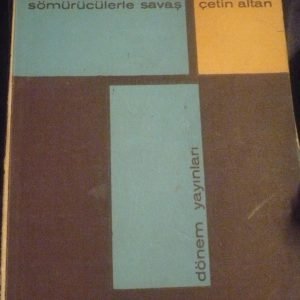 sömürücülerle savaş
çetin altan
dönem yayınları